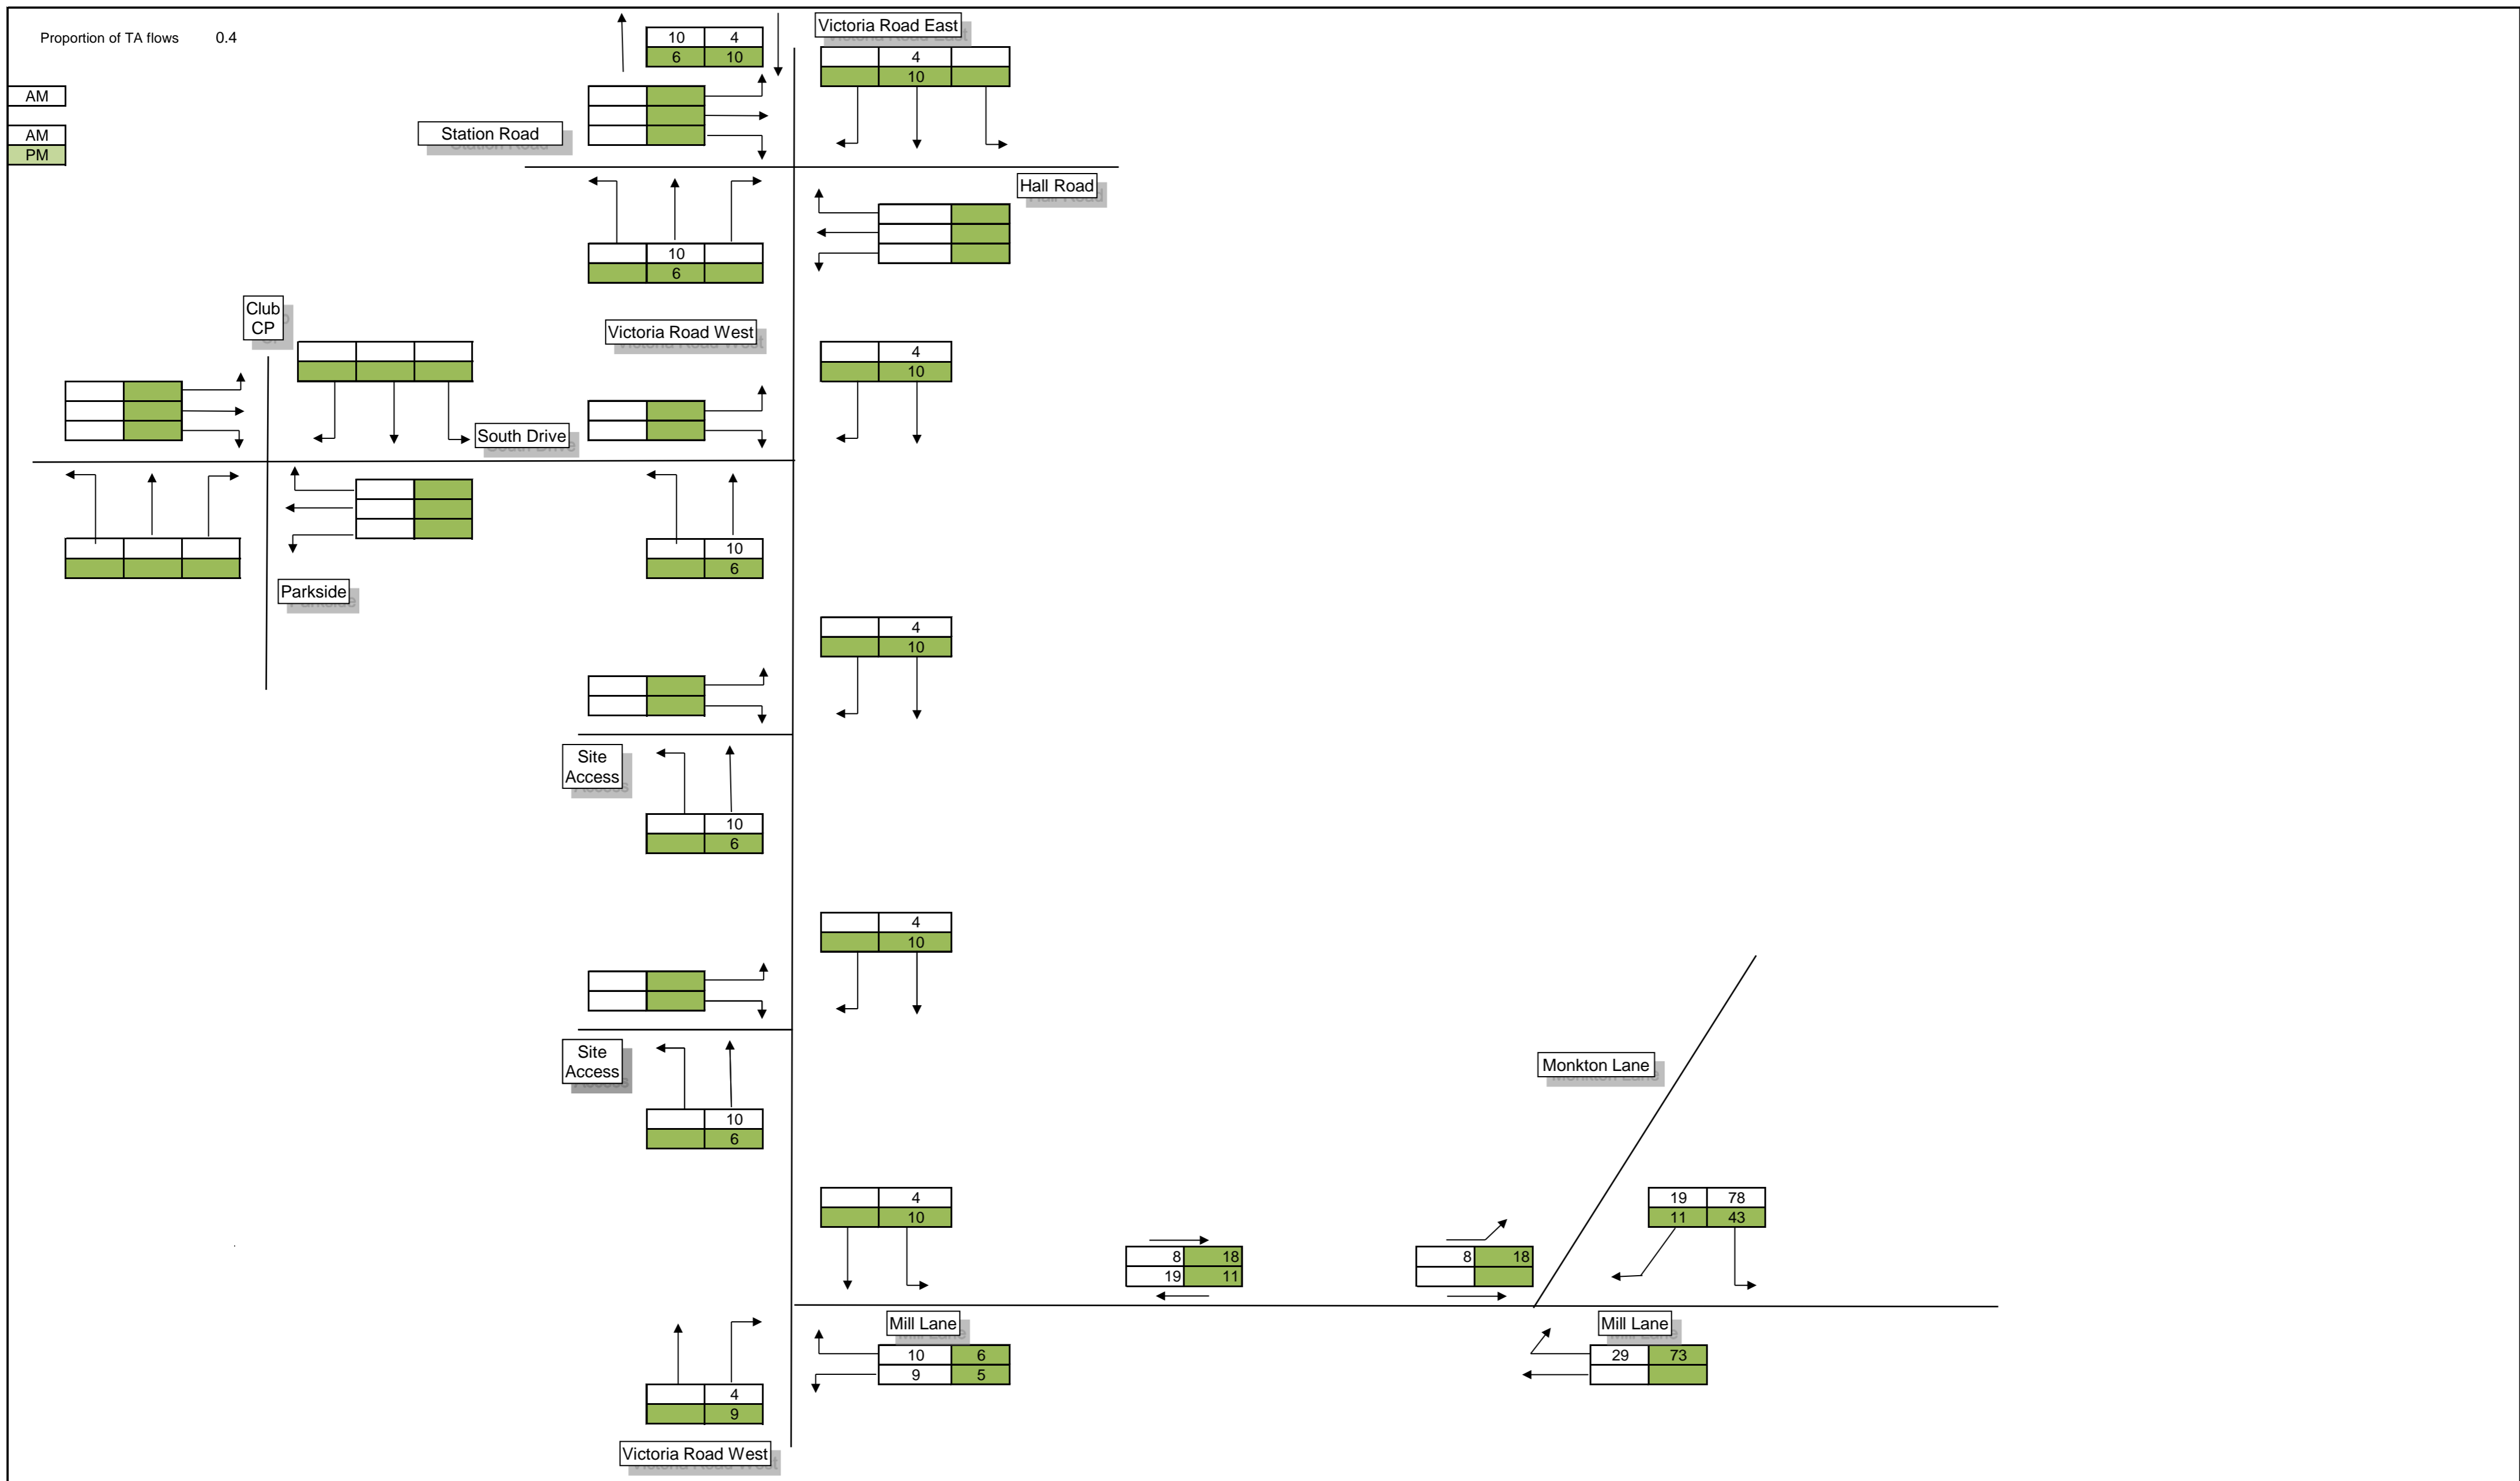 Proportion of TA flows 0.4
AM
AM
PM
10 4
6 10
Victoria Road East
4
10
Station Road
Hall Road
10
6
Club
CP
Victoria Road West
4
10
South Drive
10
6
Parkside
4
10
Site
Access
10
6
4
10
Site
Access
10
6
Monkton Lane
4
10
8 18
19 11
8 18
19 78
11 43
Mill Lane
10 6
9 5
Mill Lane
29 73
4
9
Victoria Road West